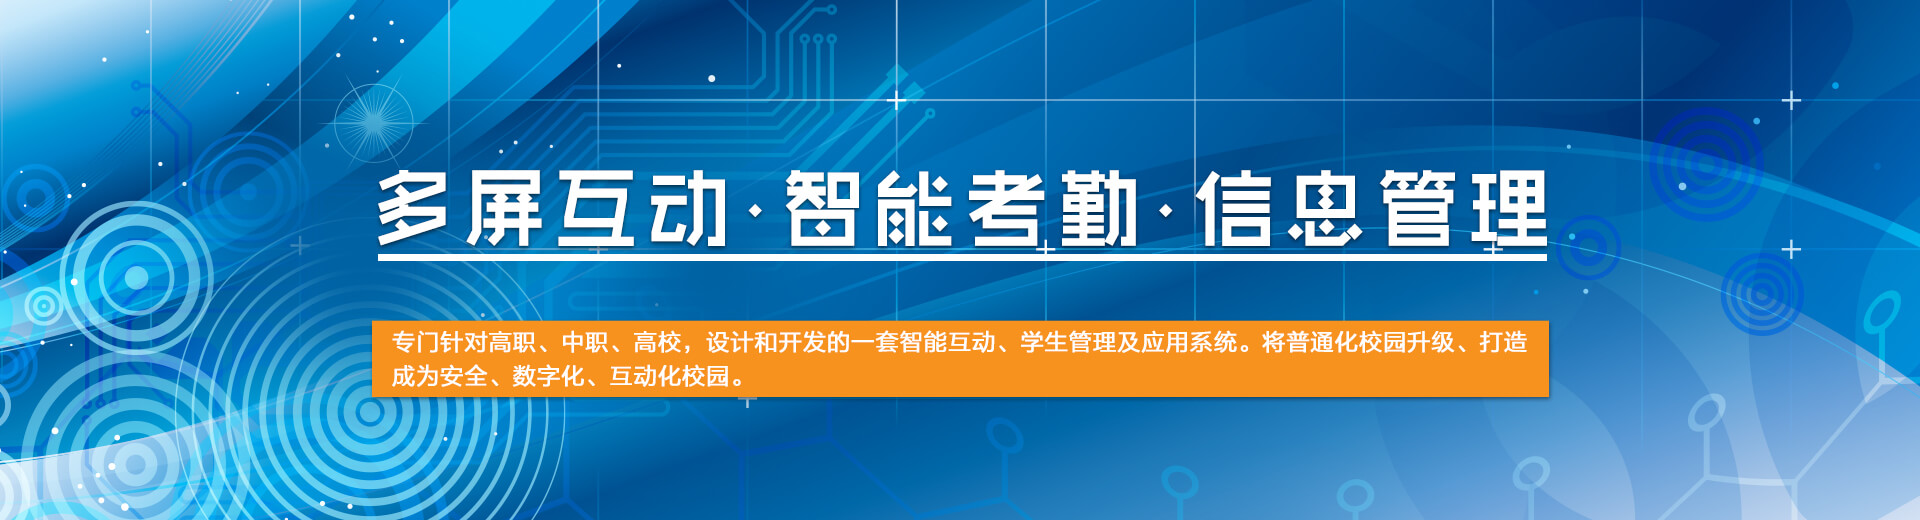 多屏互动·智能考勤·信息管理
专门针对高职、中职、高校，设计和开发的一套智能互动、学生管理及应用系统。将普通化校园升级、打造
成为安全、数字化、互动化校园。